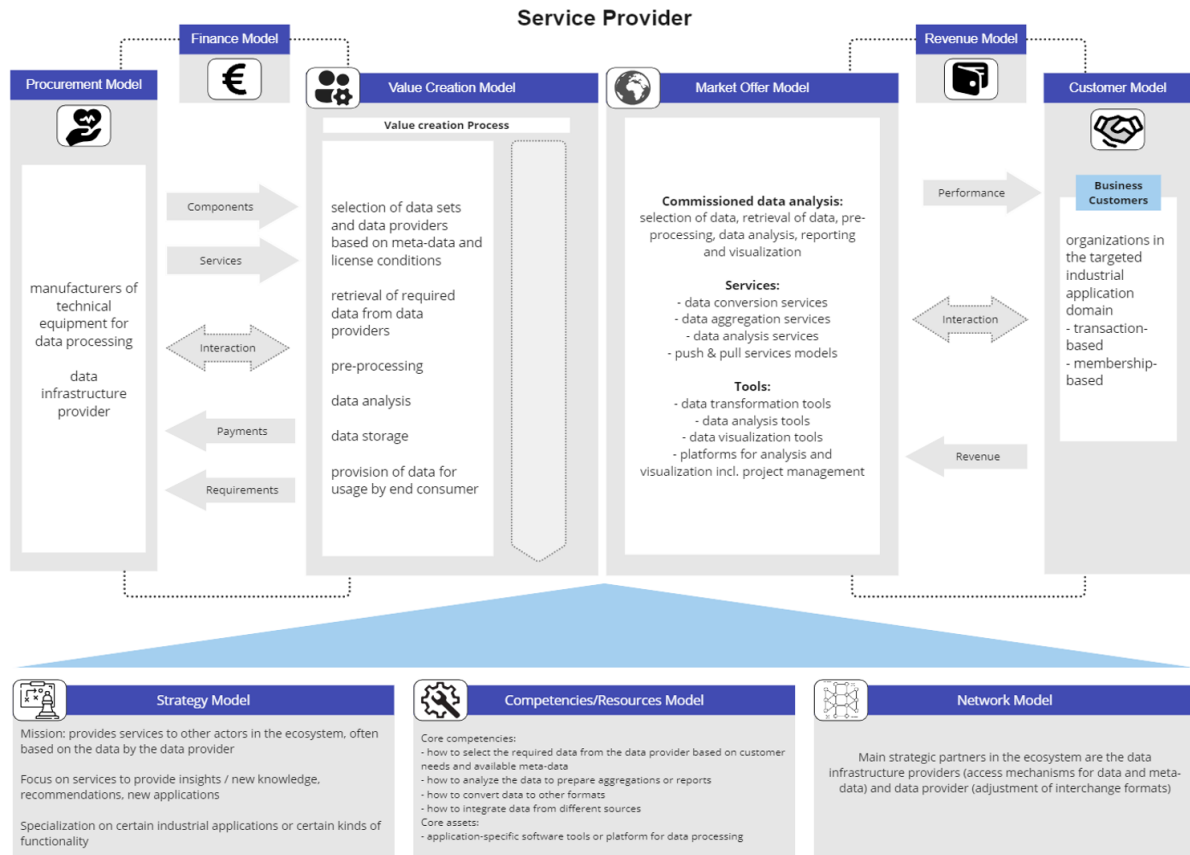 Service Provider
Finance Model
Revenue Model
Procurement Model
Value Creation Model
Market Offer Model
Customer Model
Value creation Process
manufacturers of
technical
equipment for
data processing
data
infrastructure
provider
Components
Services
Interaction
Payments
Requirements
selection of data sets
and data providers
based on meta-data and
license conditions
retrieval of required
data from data
providers
pre-processing
data analysis
data storage
provision of data for
usage by end consumer
Commissioned data analysis:
selection of data, retrieval of data, pre-
processing, data analysis, reporting
and visualization
Services:
- data conversion services
- data aggregation services
- data analysis services
- push & pull services models
Tools:
- data transformation tools
- data analysis tools
- data visualization tools
- platforms for analysis and
visualization incl. project management
Performance
Interaction
Revenue
Business
Customers
organizations in
the targeted
industrial
application
domain
- transaction-
based
- membership-
based
Strategy Model
Mission: provides services to other actors in the ecosystem, often
based on the data by the data provider
Focus on services to provide insights / new knowledge,
recommendations, new applications
Specialization on certain industrial applications or certain kinds of
functionality
Competencies/Resources Model
Core competencies:
- how to select the required data from the data provider based on customer
needs and available meta-data
- how to analyze the data to prepare aggregations or reports
- how to convert data to other formats
- how to integrate data from different sources
Core assets:
- application-specific software tools or platform for data processing
Network Model
Main strategic partners in the ecosystem are the data
infrastructure providers (access mechanisms for data and meta-
data) and data provider (adjustment of interchange formats)